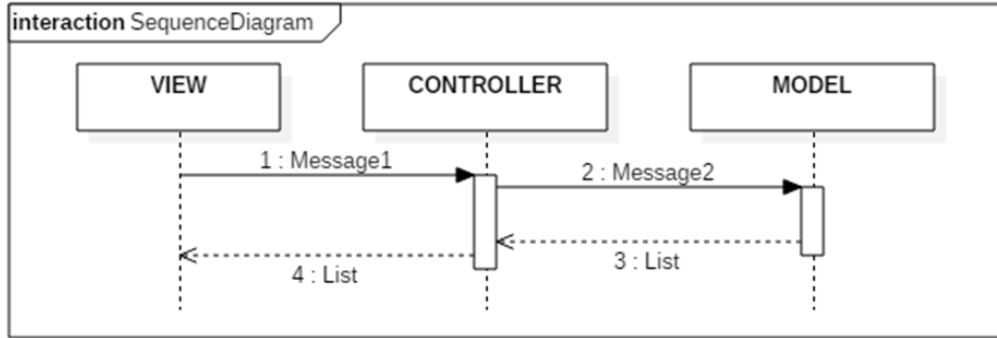 interaction SequenceDiagram
VIEW
CONTROLLER
MODEL
1 : Message1
2 : Message2
3 : List
4 : List